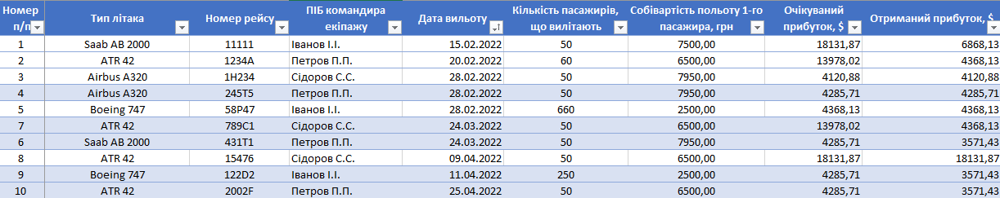 Номер п/п Тип літака Номер рейсу ПІБ командира екіпажу Дата вильоту Кількість пасажирів, що вилітають Собівартість польоту 1-го пасажира, грн Очікуваний прибуток, $ Отриманий прибуток, $
1 Saab AB 2000 11111 Іванов І.І. 15.02.2022 50 7500,00 18131,87 6868,13
2 ATR 42 1234A Петров П.П. 20.02.2022 60 6500,00 13978,02 4368,13
3 Airbus A320 1H234 Сідоров С.С. 28.02.2022 50 7950,00 4120,88 4120,88
4 Airbus A320 245T5 Петров П.П. 28.02.2022 50 7950,00 4285,71 4285,71
5 Boeing 747 58P47 Іванов І.І. 28.02.2022 660 2500,00 4368,13 4368,13
7 ATR 42 789C1 Сідоров С.С. 24.03.2022 50 6500,00 13978,02 4368,13
6 Saab AB 2000 431T1 Петров П.П. 24.03.2022 50 7950,00 4285,71 3571,43
8 ATR 42 15476 Сідоров С.С. 09.04.2022 50 6500,00 18131,87 18131,87
9 Boeing 747 122D2 Іванов І.І. 11.04.2022 250 2500,00 4285,71 3571,43
10 ATR 42 2002F Петров П.П. 25.04.2022 50 6500,00 4285,71 3571,43